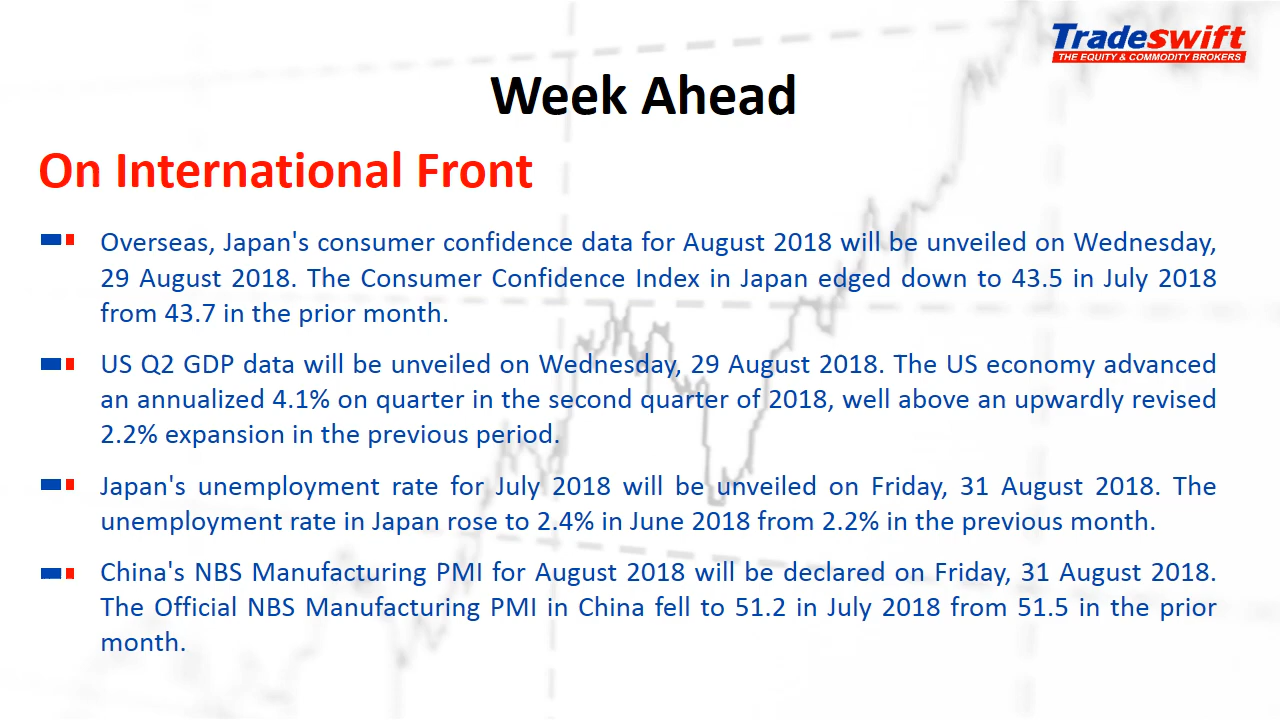 Tradeswift
THE EQUITY & COMMODITY BROKERS
Week Ahead
On International Front
Overseas, Japan's consumer confidence data for August 2018 will be unveiled on Wednesday,
29 August 2018. The Consumer Confidence Index in Japan edged down to 43.5 in July 2018
from 43.7 in the prior month.
US Q2 GDP data will be unveiled on Wednesday, 29 August 2018. The US economy advanced
an annualized 4.1% on quarter in the second quarter of 2018, well above an upwardly revised
2.2% expansion in the previous period.
Japan's unemployment rate for July 2018 will be unveiled on Friday, 31 August 2018. The
unemployment rate in Japan rose to 2.4% in June 2018 from 2.2% in the previous month.
China's NBS Manufacturing PMI for August 2018 will be declared on Friday, 31 August 2018.
The Official NBS Manufacturing PMI in China fell to 51.2 in July 2018 from 51.5 in the prior
month.